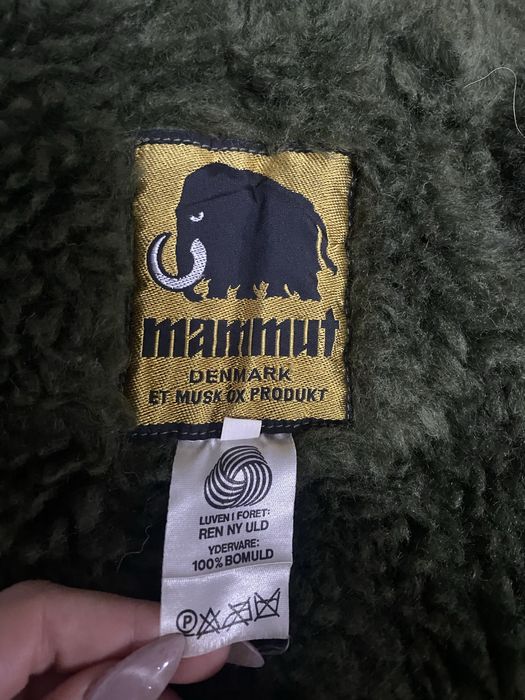 mammut
DENMARK
ET MUSK OX PRODUKT
LUVEN I FORET:
REN NY ULD
YDERVARE:
100% BOMULD
P